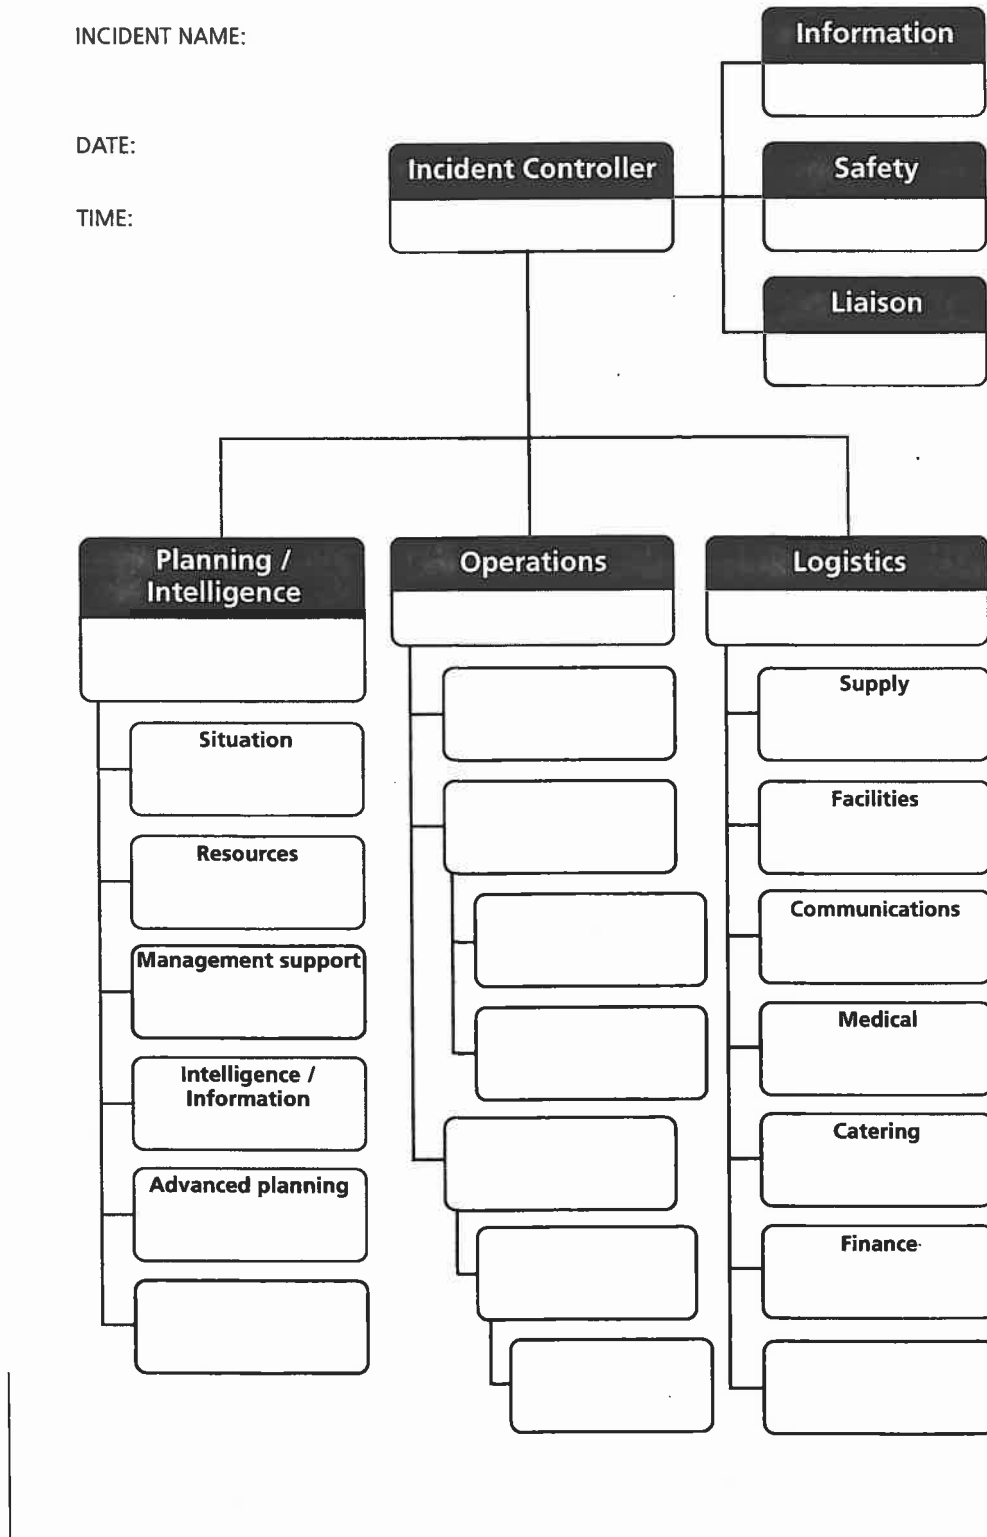 INCIDENT NAME:
Information
DATE:
Incident Controller
Safety
TIME:
Liaison
Planning /
Intelligence
Operations
Logistics
Situation
Resources
Management support
Intelligence /
Information
Advanced planning
Supply
Facilities
Communications
Medical
Catering
Finance